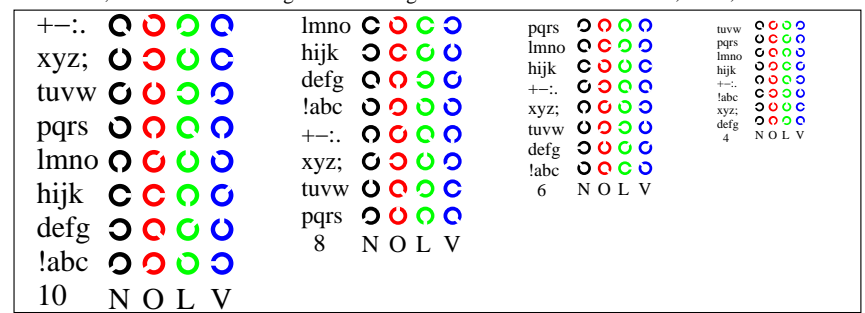 +−:.
xyz;
tuvw
pqrs
lmno
hijk
defg
!abc
10 N O L V
lmno
hijk
defg
!abc
+−:.
xyz;
tuvw
pqrs
8 N O L V
pqrs
lmno
hijk
+−:.
xyz;
tuvw
defg
!abc
6 N O L V
tuvw
pqrs
lmno
hijk
+−:.
!abc
xyz;
defg
4 N O L V